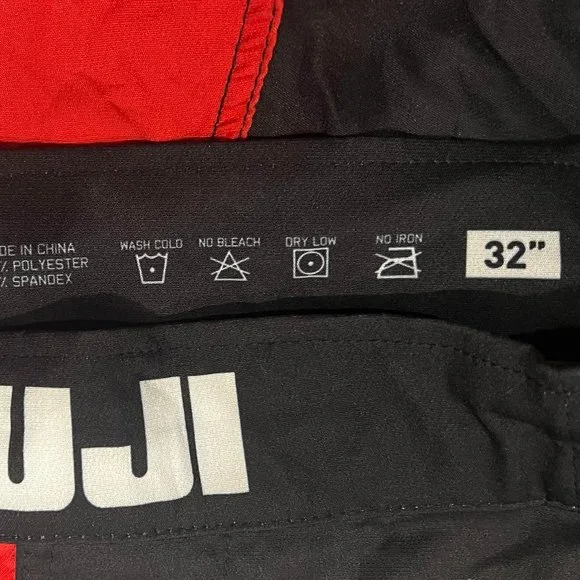 DE IN CHINA
% POLYESTER
% SPANDEX
WASH COLD
NO BLEACH
DRY LOW
NO IRON
32"
UJI